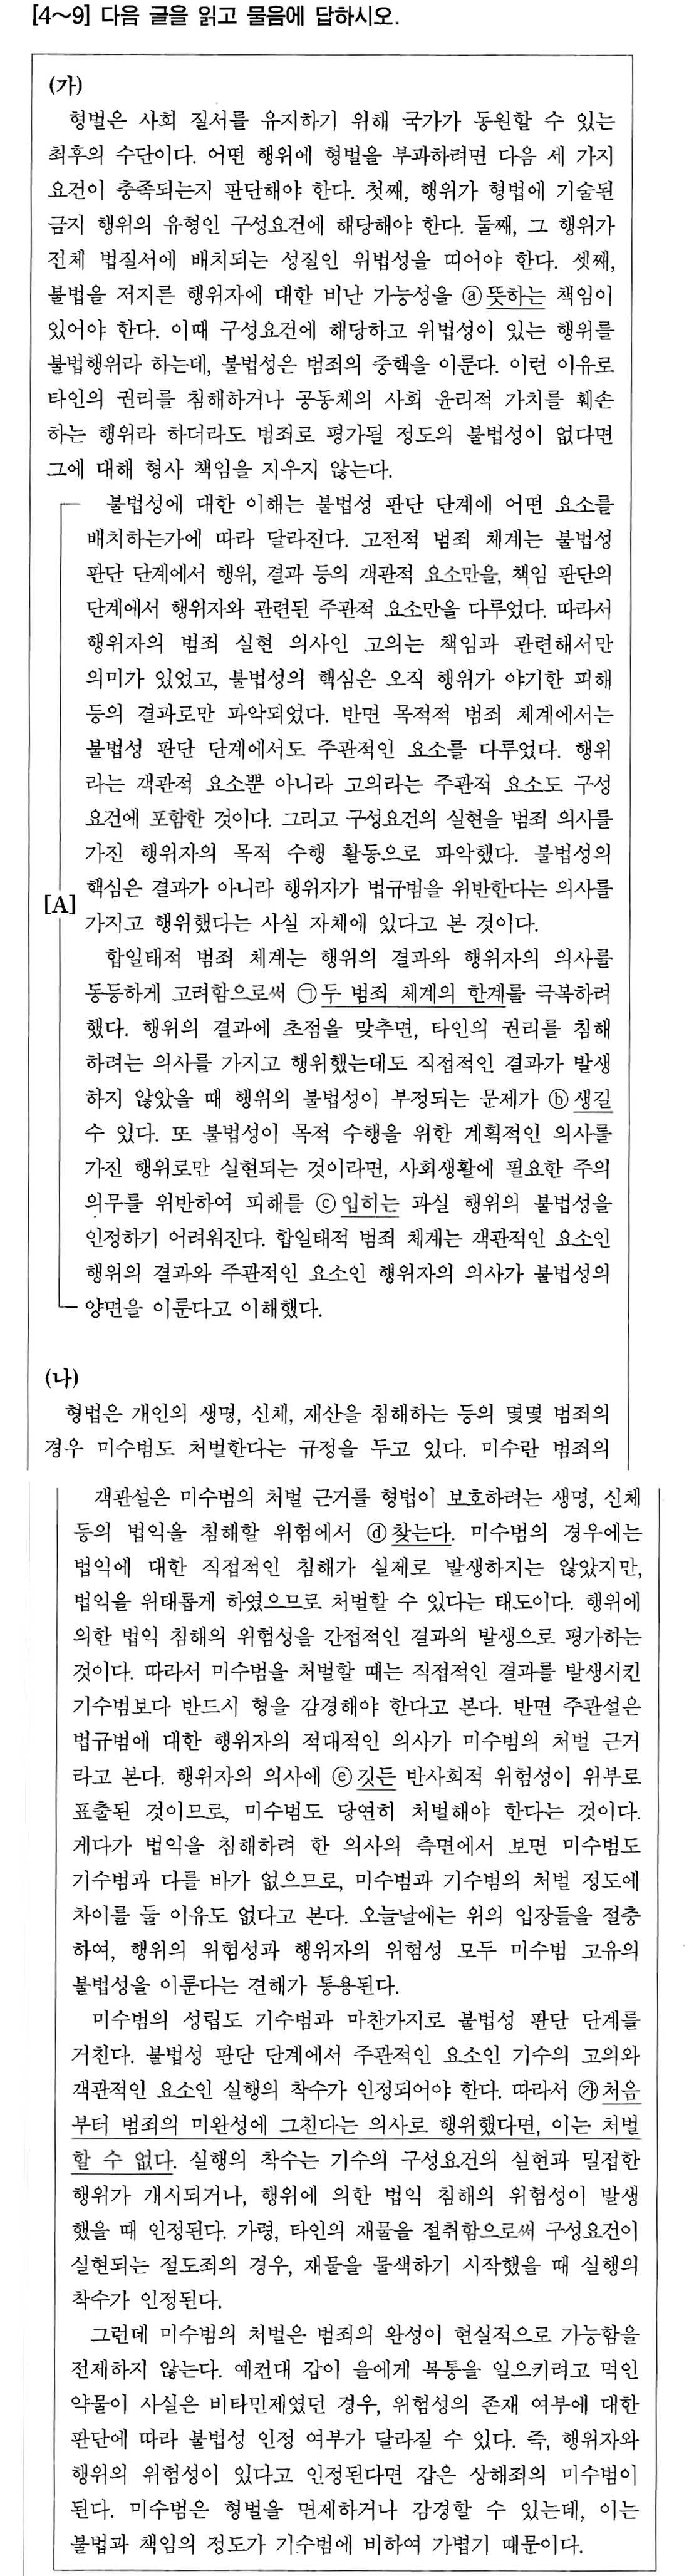 [4～9] 다음 글을 읽고 물음에 답하시오.
(가)
형벌은 사회 질서를 유지하기 위해 국가가 동원할 수 있는
최후의 수단이다. 어떤 행위에 형벌을 부과하려면 다음 세 가지
요건이 충족되는지 판단해야 한다. 첫째, 행위가 형법에 기술된
금지 행위의 유형인 구성요건에 해당해야 한다. 둘째, 그 행위가
전체 법질서에 배치되는 성질인 위법성을 띠어야 한다. 셋째,
불법을 저지른 행위자에 대한 비난 가능성을 ⓐ뜻하는 책임이
있어야 한다. 이때 구성요건에 해당하고 위법성이 있는 행위를
불법행위라 하는데, 불법성은 범죄의 중핵을 이룬다. 이런 이유로
타인의 권리를 침해하거나 공동체의 사회 윤리적 가치를 훼손
하는 행위라 하더라도 범죄로 평가될 정도의 불법성이 없다면
그에 대해 형사 책임을 지우지 않는다.
불법성에 대한 이해는 불법성 판단 단계에 어떤 요소를
배치하는가에 따라 달라진다. 고전적 범죄 체계는 불법성
판단 단계에서 행위, 결과 등의 객관적 요소만을, 책임 판단의
단계에서 행위자와 관련된 주관적 요소만을 다루었다. 따라서
행위자의 범죄 실현 의사인 고의는 책임과 관련해서만
의미가 있었고, 불법성의 핵심은 오직 행위가 야기한 피해
등의 결과로만 파악되었다. 반면 목적적 범죄 체계에서는
불법성 판단 단계에서도 주관적인 요소를 다루었다. 행위
라는 객관적 요소뿐 아니라 고의라는 주관적 요소도 구성
요건에 포함한 것이다. 그리고 구성요건의 실현을 범죄 의사를
가진 행위자의 목적 수행 활동으로 파악했다. 불법성의
핵심은 결과가 아니라 행위자가 법규범을 위반한다는 의사를
[A]
가지고 행위했다는 사실 자체에 있다고 본 것이다.
합일태적 범죄 체계는 행위의 결과와 행위자의 의사를
동등하게 고려함으로써 ㉠두 범죄 체계의 한계를 극복하려
했다. 행위의 결과에 초점을 맞추면, 타인의 권리를 침해
하려는 의사를 가지고 행위했는데도 직접적인 결과가 발생
하지 않았을 때 행위의 불법성이 부정되는 문제가 ⓑ생길
수 있다. 또 불법성이 목적 수행을 위한 계획적인 의사를
가진 행위로만 실현되는 것이라면, 사회생활에 필요한 주의
의무를 위반하여 피해를 ⓒ입히는 과실 행위의 불법성을
인정하기 어려워진다. 합일태적 범죄 체계는 객관적인 요소인
행위의 결과와 주관적인 요소인 행위자의 의사가 불법성의
양면을 이룬다고 이해했다.
(나)
형법은 개인의 생명, 신체, 재산을 침해하는 등의 몇몇 범죄의
경우 미수범도 처벌한다는 규정을 두고 있다. 미수란 범죄의
객관설은 미수범의 처벌 근거를 형법이 보호하려는 생명, 신체
등의 법익을 침해할 위험에서 ⓓ찾는다. 미수범의 경우에는
법익에 대한 직접적인 침해가 실제로 발생하지는 않았지만,
법익을 위태롭게 하였으므로 처벌할 수 있다는 태도이다. 행위에
의한 법익 침해의 위험성을 간접적인 결과의 발생으로 평가하는
것이다. 따라서 미수범을 처벌할 때는 직접적인 결과를 발생시킨
기수범보다 반드시 형을 감경해야 한다고 본다. 반면 주관설은
법규범에 대한 행위자의 적대적인 의사가 미수범의 처벌 근거
라고 본다. 행위자의 의사에 ⓔ깃든 반사회적 위험성이 외부로
표출된 것이므로, 미수범도 당연히 처벌해야 한다는 것이다.
게다가 법익을 침해하려 한 의사의 측면에서 보면 미수범도
기수범과 다를 바가 없으므로, 미수범과 기수범의 처벌 정도에
차이를 둘 이유도 없다고 본다. 오늘날에는 위의 입장들을 절충
하여, 행위의 위험성과 행위자의 위험성 모두 미수범 고유의
불법성을 이룬다는 견해가 통용된다.
미수범의 성립도 기수범과 마찬가지로 불법성 판단 단계를
거친다. 불법성 판단 단계에서 주관적인 요소인 기수의 고의와
객관적인 요소인 실행의 착수가 인정되어야 한다. 따라서 ㉮처음
부터 범죄의 미완성에 그친다는 의사로 행위했다면, 이는 처벌
할 수 없다. 실행의 착수는 기수의 구성요건의 실현과 밀접한
행위가 개시되거나, 행위에 의한 법익 침해의 위험성이 발생
했을 때 인정된다. 가령, 타인의 재물을 절취함으로써 구성요건이
실현되는 절도죄의 경우, 재물을 물색하기 시작했을 때 실행의
착수가 인정된다.
그런데 미수범의 처벌은 범죄의 완성이 현실적으로 가능함을
전제하지 않는다. 예컨대 갑이 을에게 복통을 일으키려고 먹인
약물이 사실은 비타민제였던 경우, 위험성의 존재 여부에 대한
판단에 따라 불법성 인정 여부가 달라질 수 있다. 즉, 행위자와
행위의 위험성이 있다고 인정된다면 갑은 상해죄의 미수범이
된다. 미수범은 형벌을 면제하거나 감경할 수 있는데, 이는
불법과 책임의 정도가 기수범에 비하여 가볍기 때문이다.